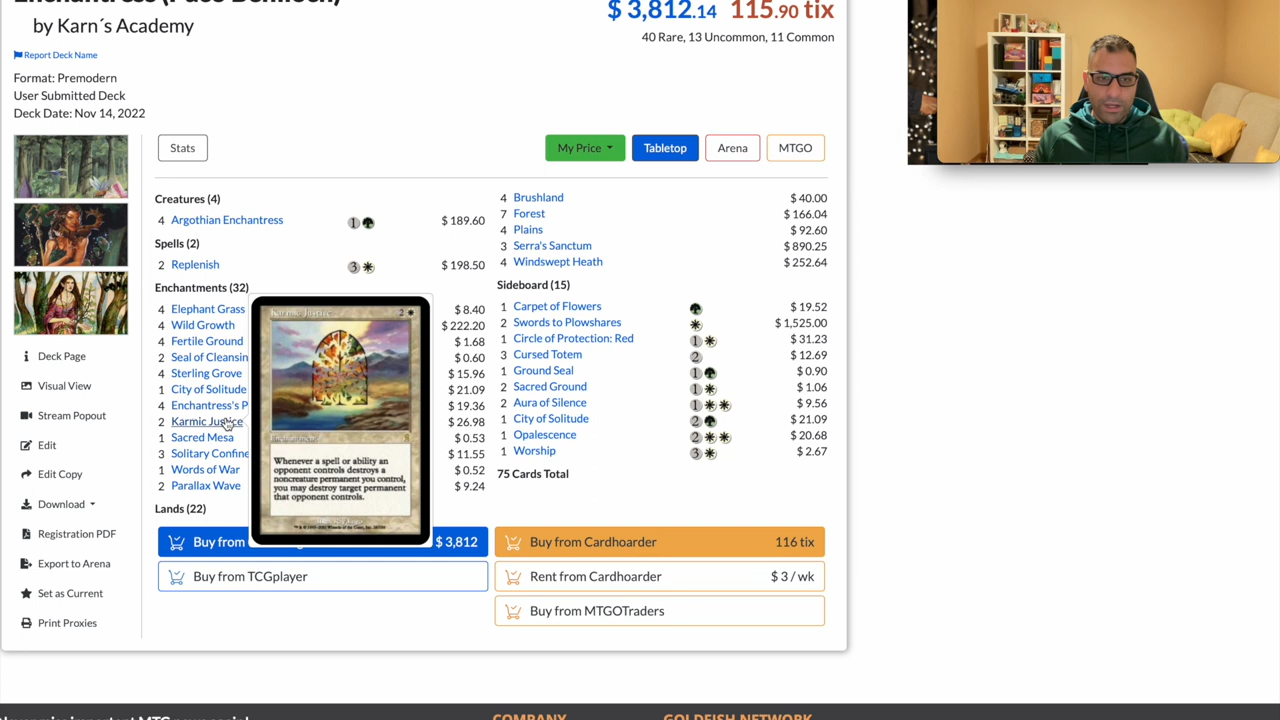 by Karn´s Academy
$ 3,812.14 115.90 tix
40 Rare, 13 Uncommon, 11 Common
Report Deck Name
Format: Premodern
User Submitted Deck
Deck Date: Nov 14, 2022
Stats
My Price
Tabletop
Arena
MTGO
Creatures (4)
4 Argothian Enchantress 1 $ 189.60
Spells (2)
2 Replenish 3 $ 198.50
Enchantments (32)
4 Elephant Grass $ 8.40
4 Wild Growth $ 222.20
4 Fertile Ground $ 1.68
2 Seal of Cleansin $ 0.60
4 Sterling Grove $ 15.96
1 City of Solitude $ 21.09
4 Enchantress's P $ 19.36
2 Karmic Justice $ 26.98
1 Sacred Mesa $ 0.53
3 Solitary Confine $ 11.55
1 Words of War $ 0.52
2 Parallax Wave $ 9.24
Lands (22)
4 Brushland $ 40.00
7 Forest $ 166.04
4 Plains $ 92.60
3 Serra's Sanctum $ 890.25
4 Windswept Heath $ 252.64
Sideboard (15)
1 Carpet of Flowers $ 19.52
2 Swords to Plowshares $ 1,525.00
1 Circle of Protection: Red 1 $ 31.23
3 Cursed Totem 2 $ 12.69
1 Ground Seal 1 $ 0.90
2 Sacred Ground 1 $ 1.06
2 Aura of Silence 1 $ 9.56
1 City of Solitude 2 $ 21.09
1 Opalescence 2 $ 20.68
1 Worship 3 $ 2.67
75 Cards Total
Karmic Justice 2
Enchantment
Whenever a spell or ability an
opponent controls destroys a
noncreature permanent you control,
you may destroy target permanent
that opponent controls.
Deck Page
Visual View
Stream Popout
Edit
Edit Copy
Download
Registration PDF
Export to Arena
Set as Current
Print Proxies
Buy from $ 3,812
Buy from TCGplayer
Buy from Cardhoarder 116 tix
Rent from Cardhoarder $ 3 / wk
Buy from MTGOTraders
COMPANY
GOLDFISH NETWORK